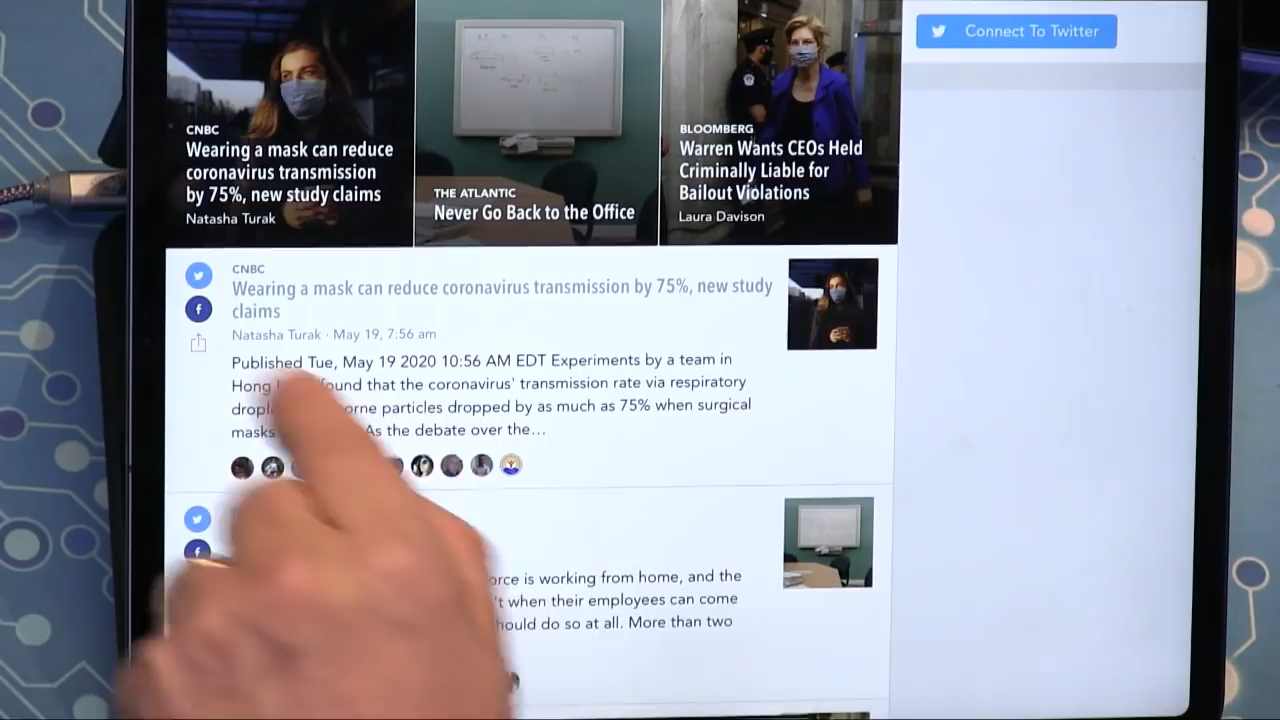 Connect To Twitter
CNBC
Wearing a mask can reduce
coronavirus transmission
by 75%, new study claims
Natasha Turak
THE ATLANTIC
Never Go Back to the Office
BLOOMBERG
Warren Wants CEOs Held
Criminally Liable for
Bailout Violations
Laura Davison
CNBC
Wearing a mask can reduce coronavirus transmission by 75%, new study
claims
Natasha Turak · May 19, 7:56 am
Published Tue, May 19 2020 10:56 AM EDT Experiments by a team in
Hong found that the coronavirus' transmission rate via respiratory
particles dropped by as much as 75% when surgical
masks As the debate over the…
is working from home, and the
when their employees can come
should do so at all. More than two